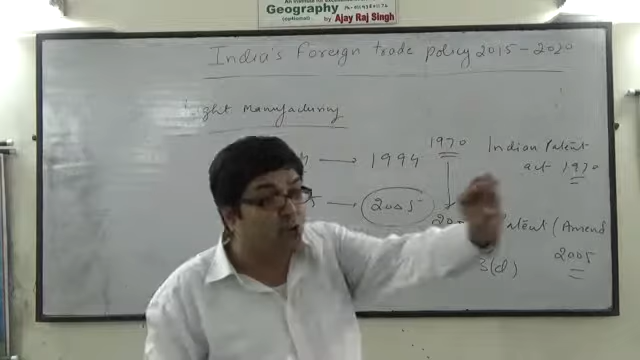 Geography
(optional) by Ajay Raj Singh
India's foreign trade policy 2015-2020
Light Manufacturing
→ 1994
→ 2005
1970
Indian Patent
act 1970
Patent (Amend
2005
3(d)